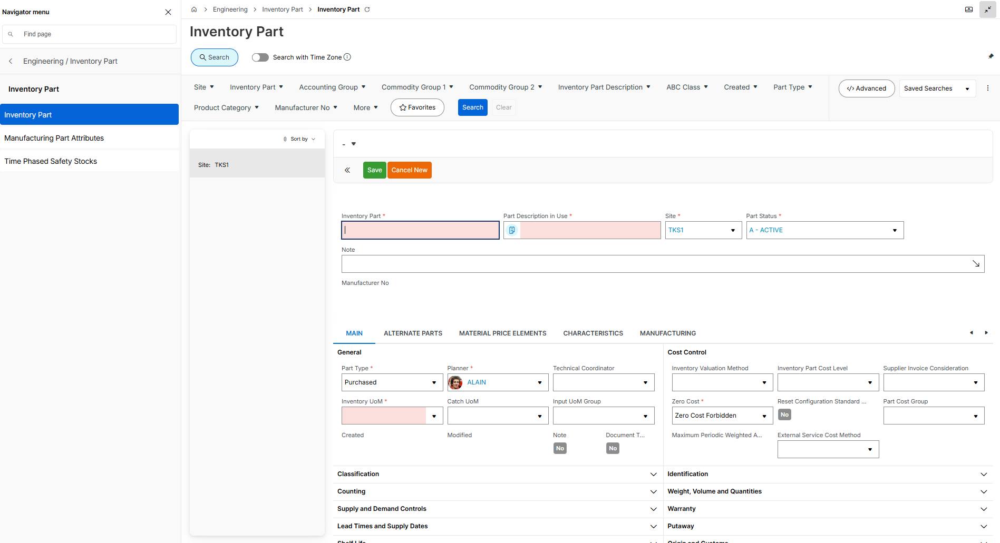 Navigator menu
Find page
Engineering / Inventory Part
Inventory Part
Inventory Part
Manufacturing Part Attributes
Time Phased Safety Stocks
Engineering
Inventory Part
Inventory Part
Inventory Part
Search
Search with Time Zone
Site
Inventory Part
Accounting Group
Commodity Group 1
Commodity Group 2
Inventory Part Description
ABC Class
Created
Part Type
Product Category
Manufacturer No
More
Favorites
Search
Clear
</> Advanced
Saved Searches
Sort by
Site: TKS1
-
Save
Cancel New
Inventory Part *
Part Description in Use *
Site *
Part Status *
TKS1
A - ACTIVE
Note
Manufacturer No
MAIN
ALTERNATE PARTS
MATERIAL PRICE ELEMENTS
CHARACTERISTICS
MANUFACTURING
General
Part Type *
Planner *
Technical Coordinator
Purchased
ALAIN
Inventory UoM *
Catch UoM
Input UoM Group
Created
Modified
Note
Document T...
No
No
Cost Control
Inventory Valuation Method
Inventory Part Cost Level
Supplier Invoice Consideration
Zero Cost *
Reset Configuration Standard ...
Part Cost Group
Zero Cost Forbidden
No
Maximum Periodic Weighted A...
External Service Cost Method
Classification
Identification
Counting
Weight, Volume and Quantities
Supply and Demand Controls
Warranty
Lead Times and Supply Dates
Putaway
Shelf Life
Origin and Customs